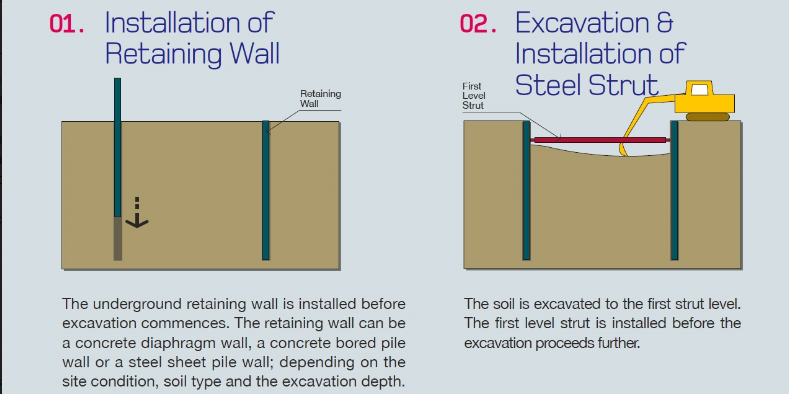 01. Installation of
Retaining Wall
Retaining
Wall
The underground retaining wall is installed before
excavation commences. The retaining wall can be
a concrete diaphragm wall, a concrete bored pile
wall or a steel sheet pile wall; depending on the
site condition, soil type and the excavation depth.
02. Excavation &
Installation of
Steel Strut
First
Level
Strut
The soil is excavated to the first strut level.
The first level strut is installed before the
excavation proceeds further.